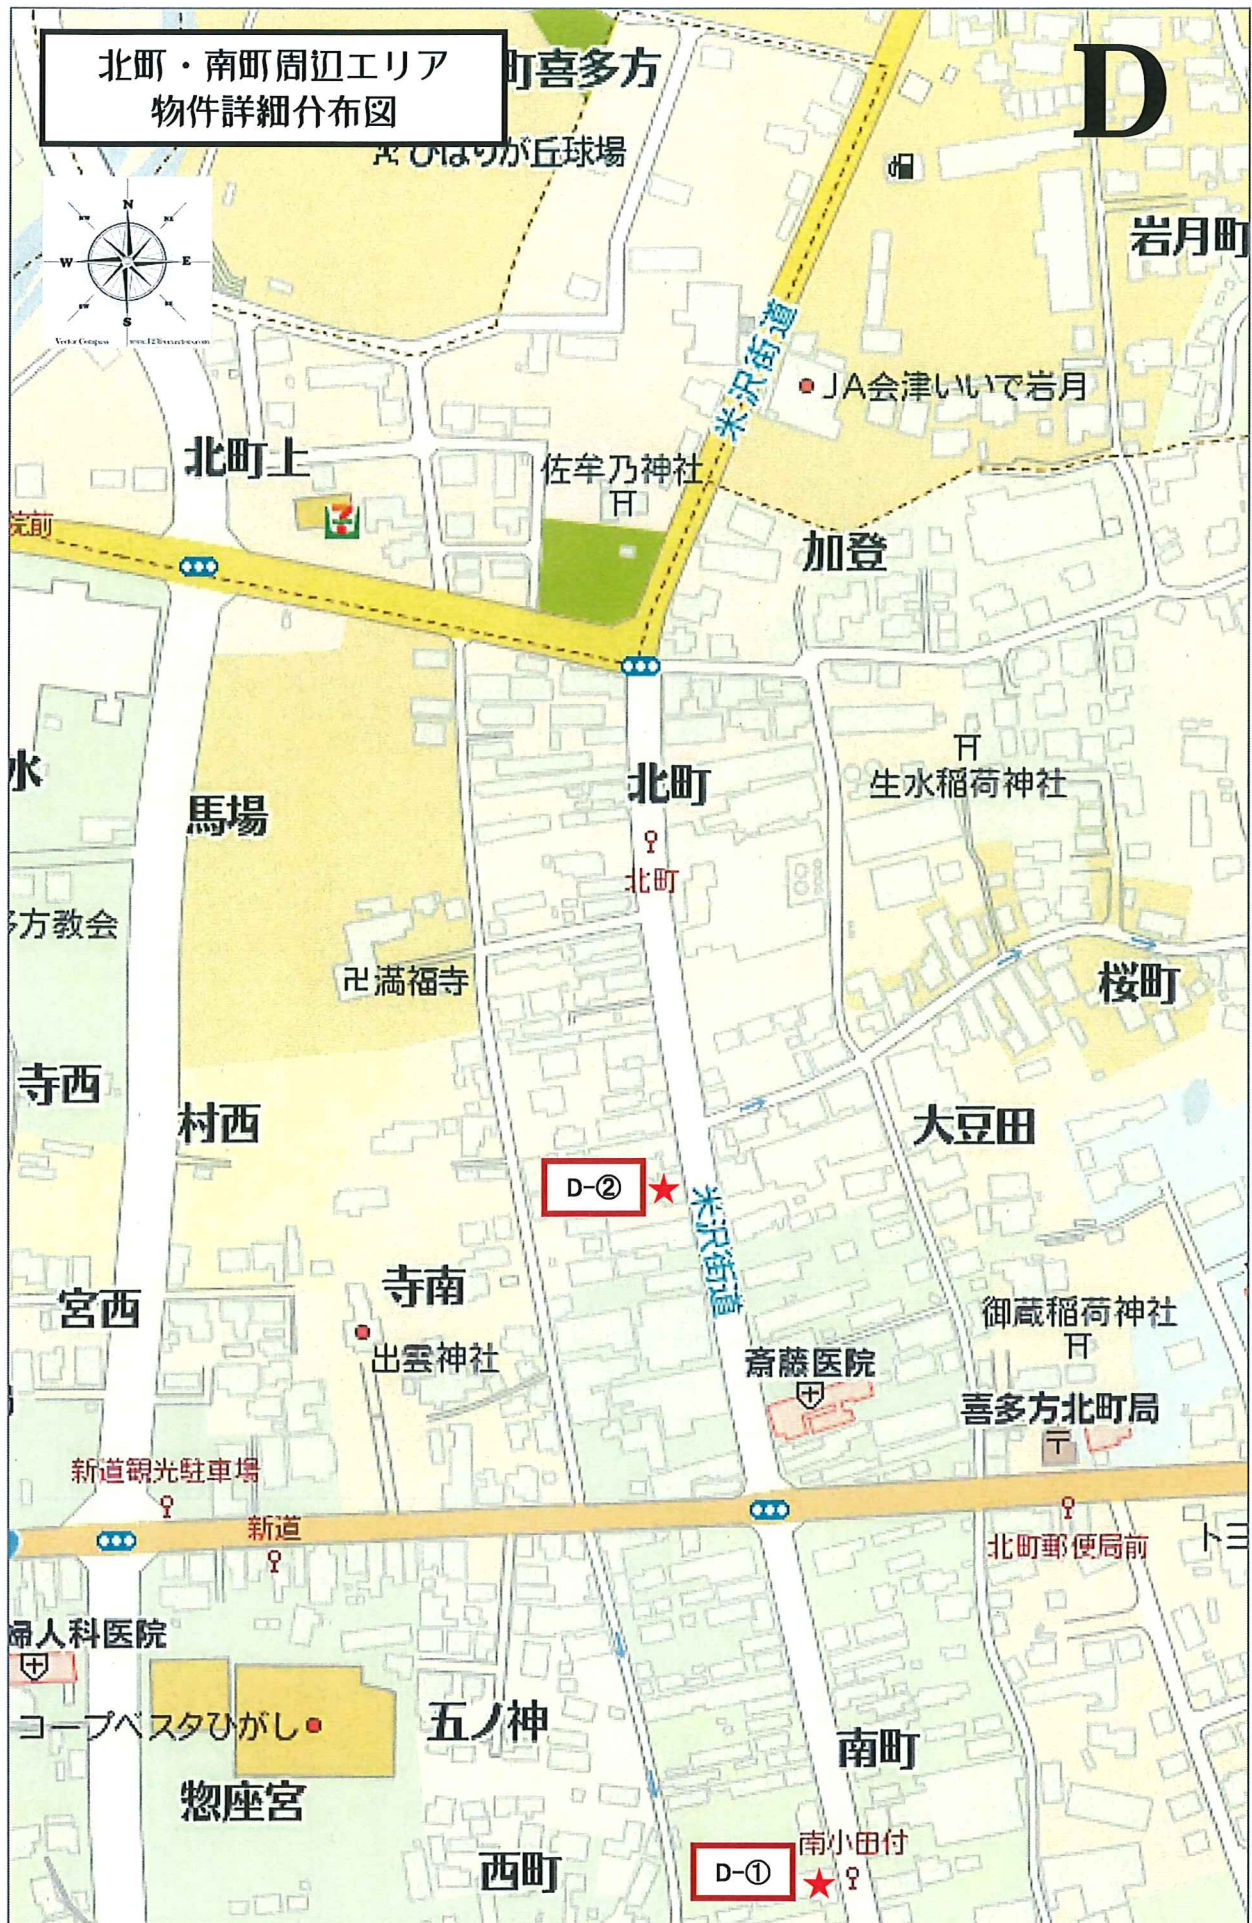 北町・南町周辺エリア
物件詳細分布図
D
町喜多方
ひばりが丘球場
N
W
E
S
Vector Compass
岩月町
米沢街道
JA会津いいで岩月
北町上
佐牟乃神社
院前
加登
水
北町
生水稲荷神社
馬場
北町
多方教会
卍満福寺
桜町
寺西
村西
大豆田
D-②
米沢街道
寺南
宮西
御蔵稲荷神社
出雲神社
斎藤医院
喜多方北町局
新道観光駐車場
新道
北町郵便局前
トヨ
婦人科医院
コープベスタひがし
五ノ神
南町
惣座宮
南小田付
西町
D-①